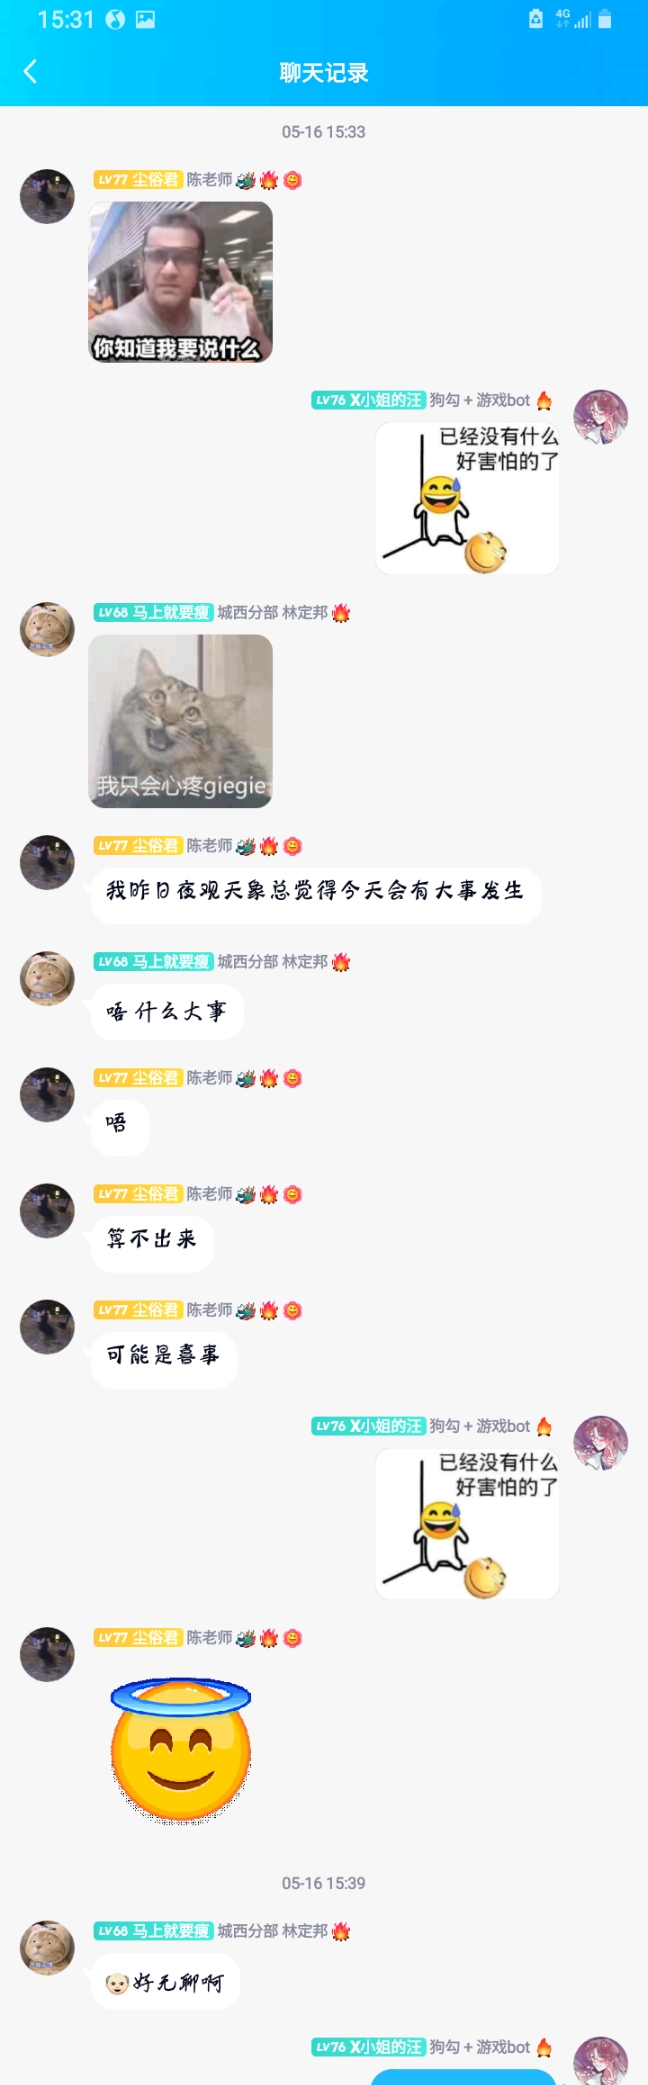 15:31
4G
聊天记录
05-16 15:33
LV77 尘俗君 陈老师
你知道我要说什么
LV76 X小姐的汪 狗勾 + 游戏bot
已经没有什么
好害怕的了
LV68 马上就要瘦 城西分部 林定邦
我只会心疼giegie
LV77 尘俗君 陈老师
我昨日夜观天象总觉得今天会有大事发生
LV68 马上就要瘦 城西分部 林定邦
唔 什么大事
LV77 尘俗君 陈老师
唔
LV77 尘俗君 陈老师
算不出来
LV77 尘俗君 陈老师
可能是喜事
LV76 X小姐的汪 狗勾 + 游戏bot
已经没有什么
好害怕的了
LV77 尘俗君 陈老师
05-16 15:39
LV68 马上就要瘦 城西分部 林定邦
好无聊啊
LV76 X小姐的汪 狗勾 + 游戏bot